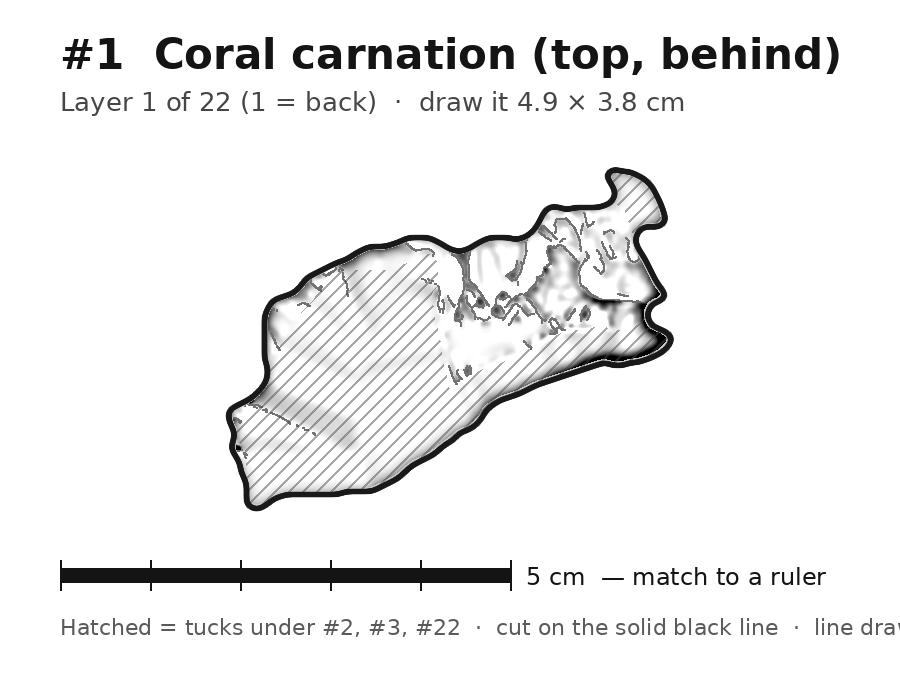 #1 Coral carnation (top, behind)
Layer 1 of 22 (1 = back) · draw it 4.9 × 3.8 cm
5 cm — match to a ruler
Hatched = tucks under #2, #3, #22 · cut on the solid black line · line